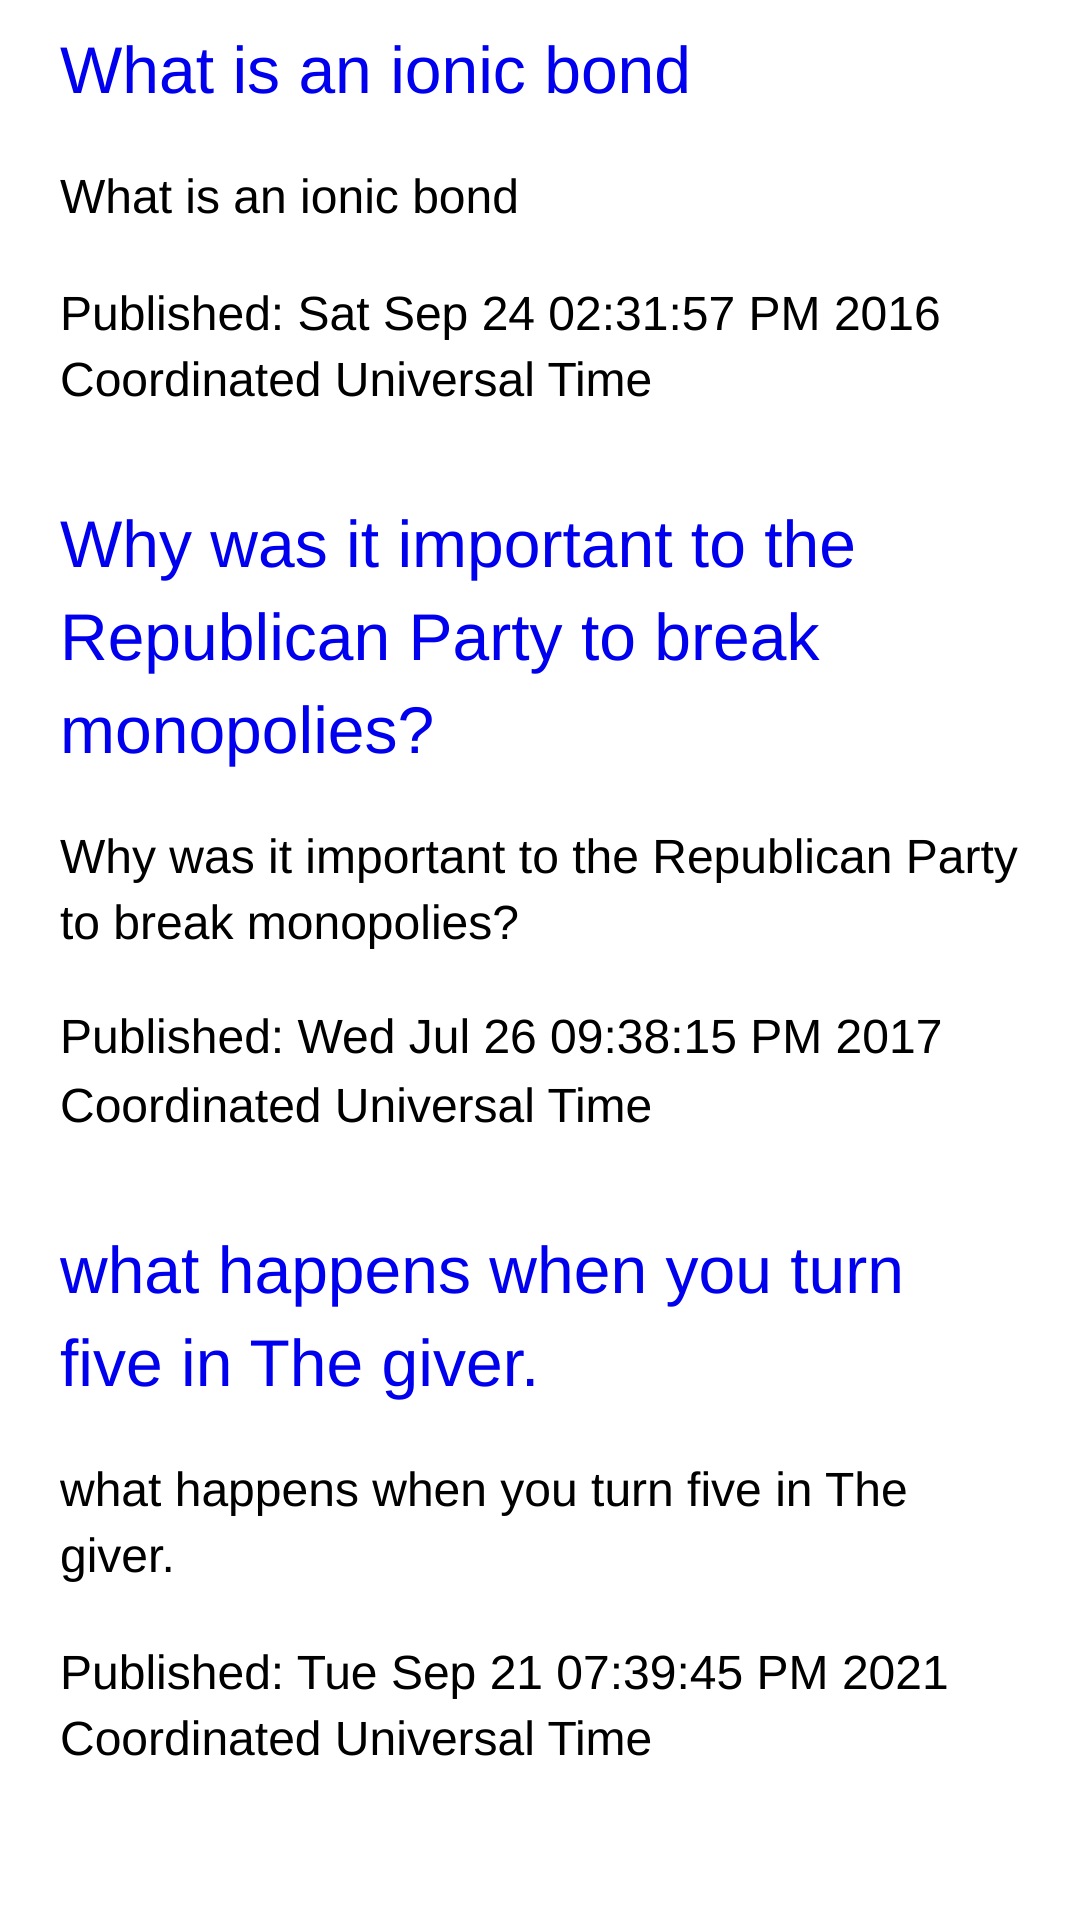 What is an ionic bond
What is an ionic bond
Published: Sat Sep 24 02:31:57 PM 2016
Coordinated Universal Time
Why was it important to the
Republican Party to break
monopolies?
Why was it important to the Republican Party
to break monopolies?
Published: Wed Jul 26 09:38:15 PM 2017
Coordinated Universal Time
what happens when you turn
five in The giver.
what happens when you turn five in The
giver.
Published: Tue Sep 21 07:39:45 PM 2021
Coordinated Universal Time